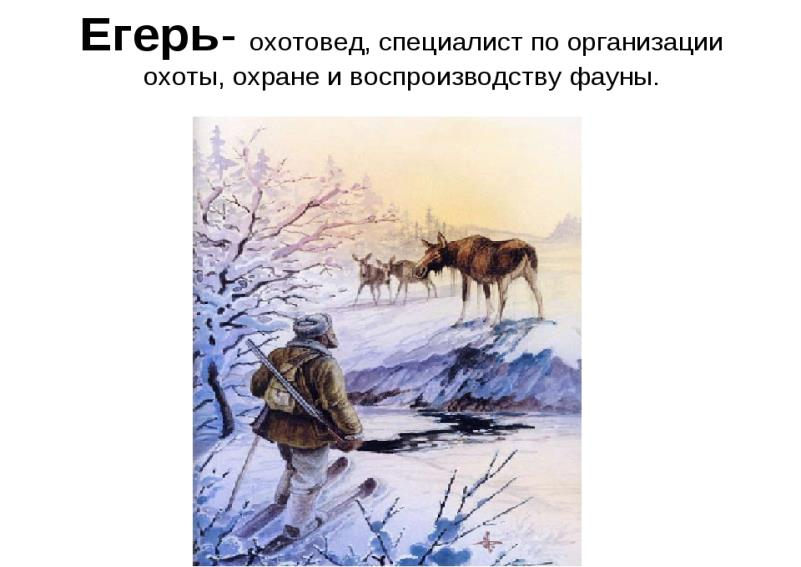 Егерь- охотовед, специалист по организации
охоты, охране и воспроизводству фауны.